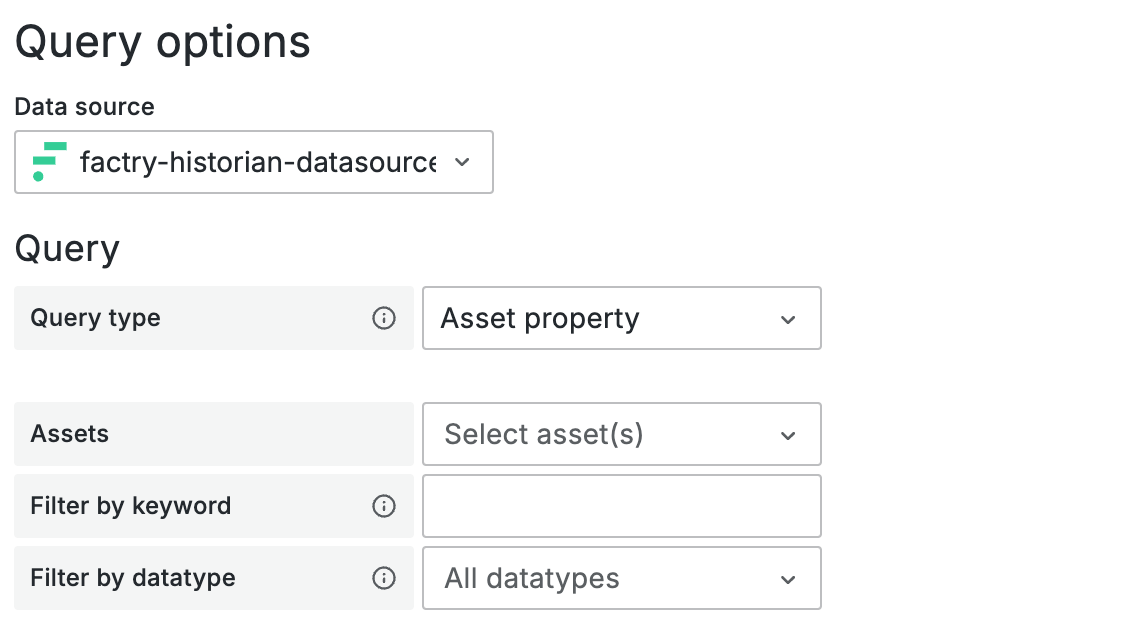 Query options
Data source
factry-historian-datasource
Query
Query type
Asset property
Assets
Select asset(s)
Filter by keyword
Filter by datatype
All datatypes